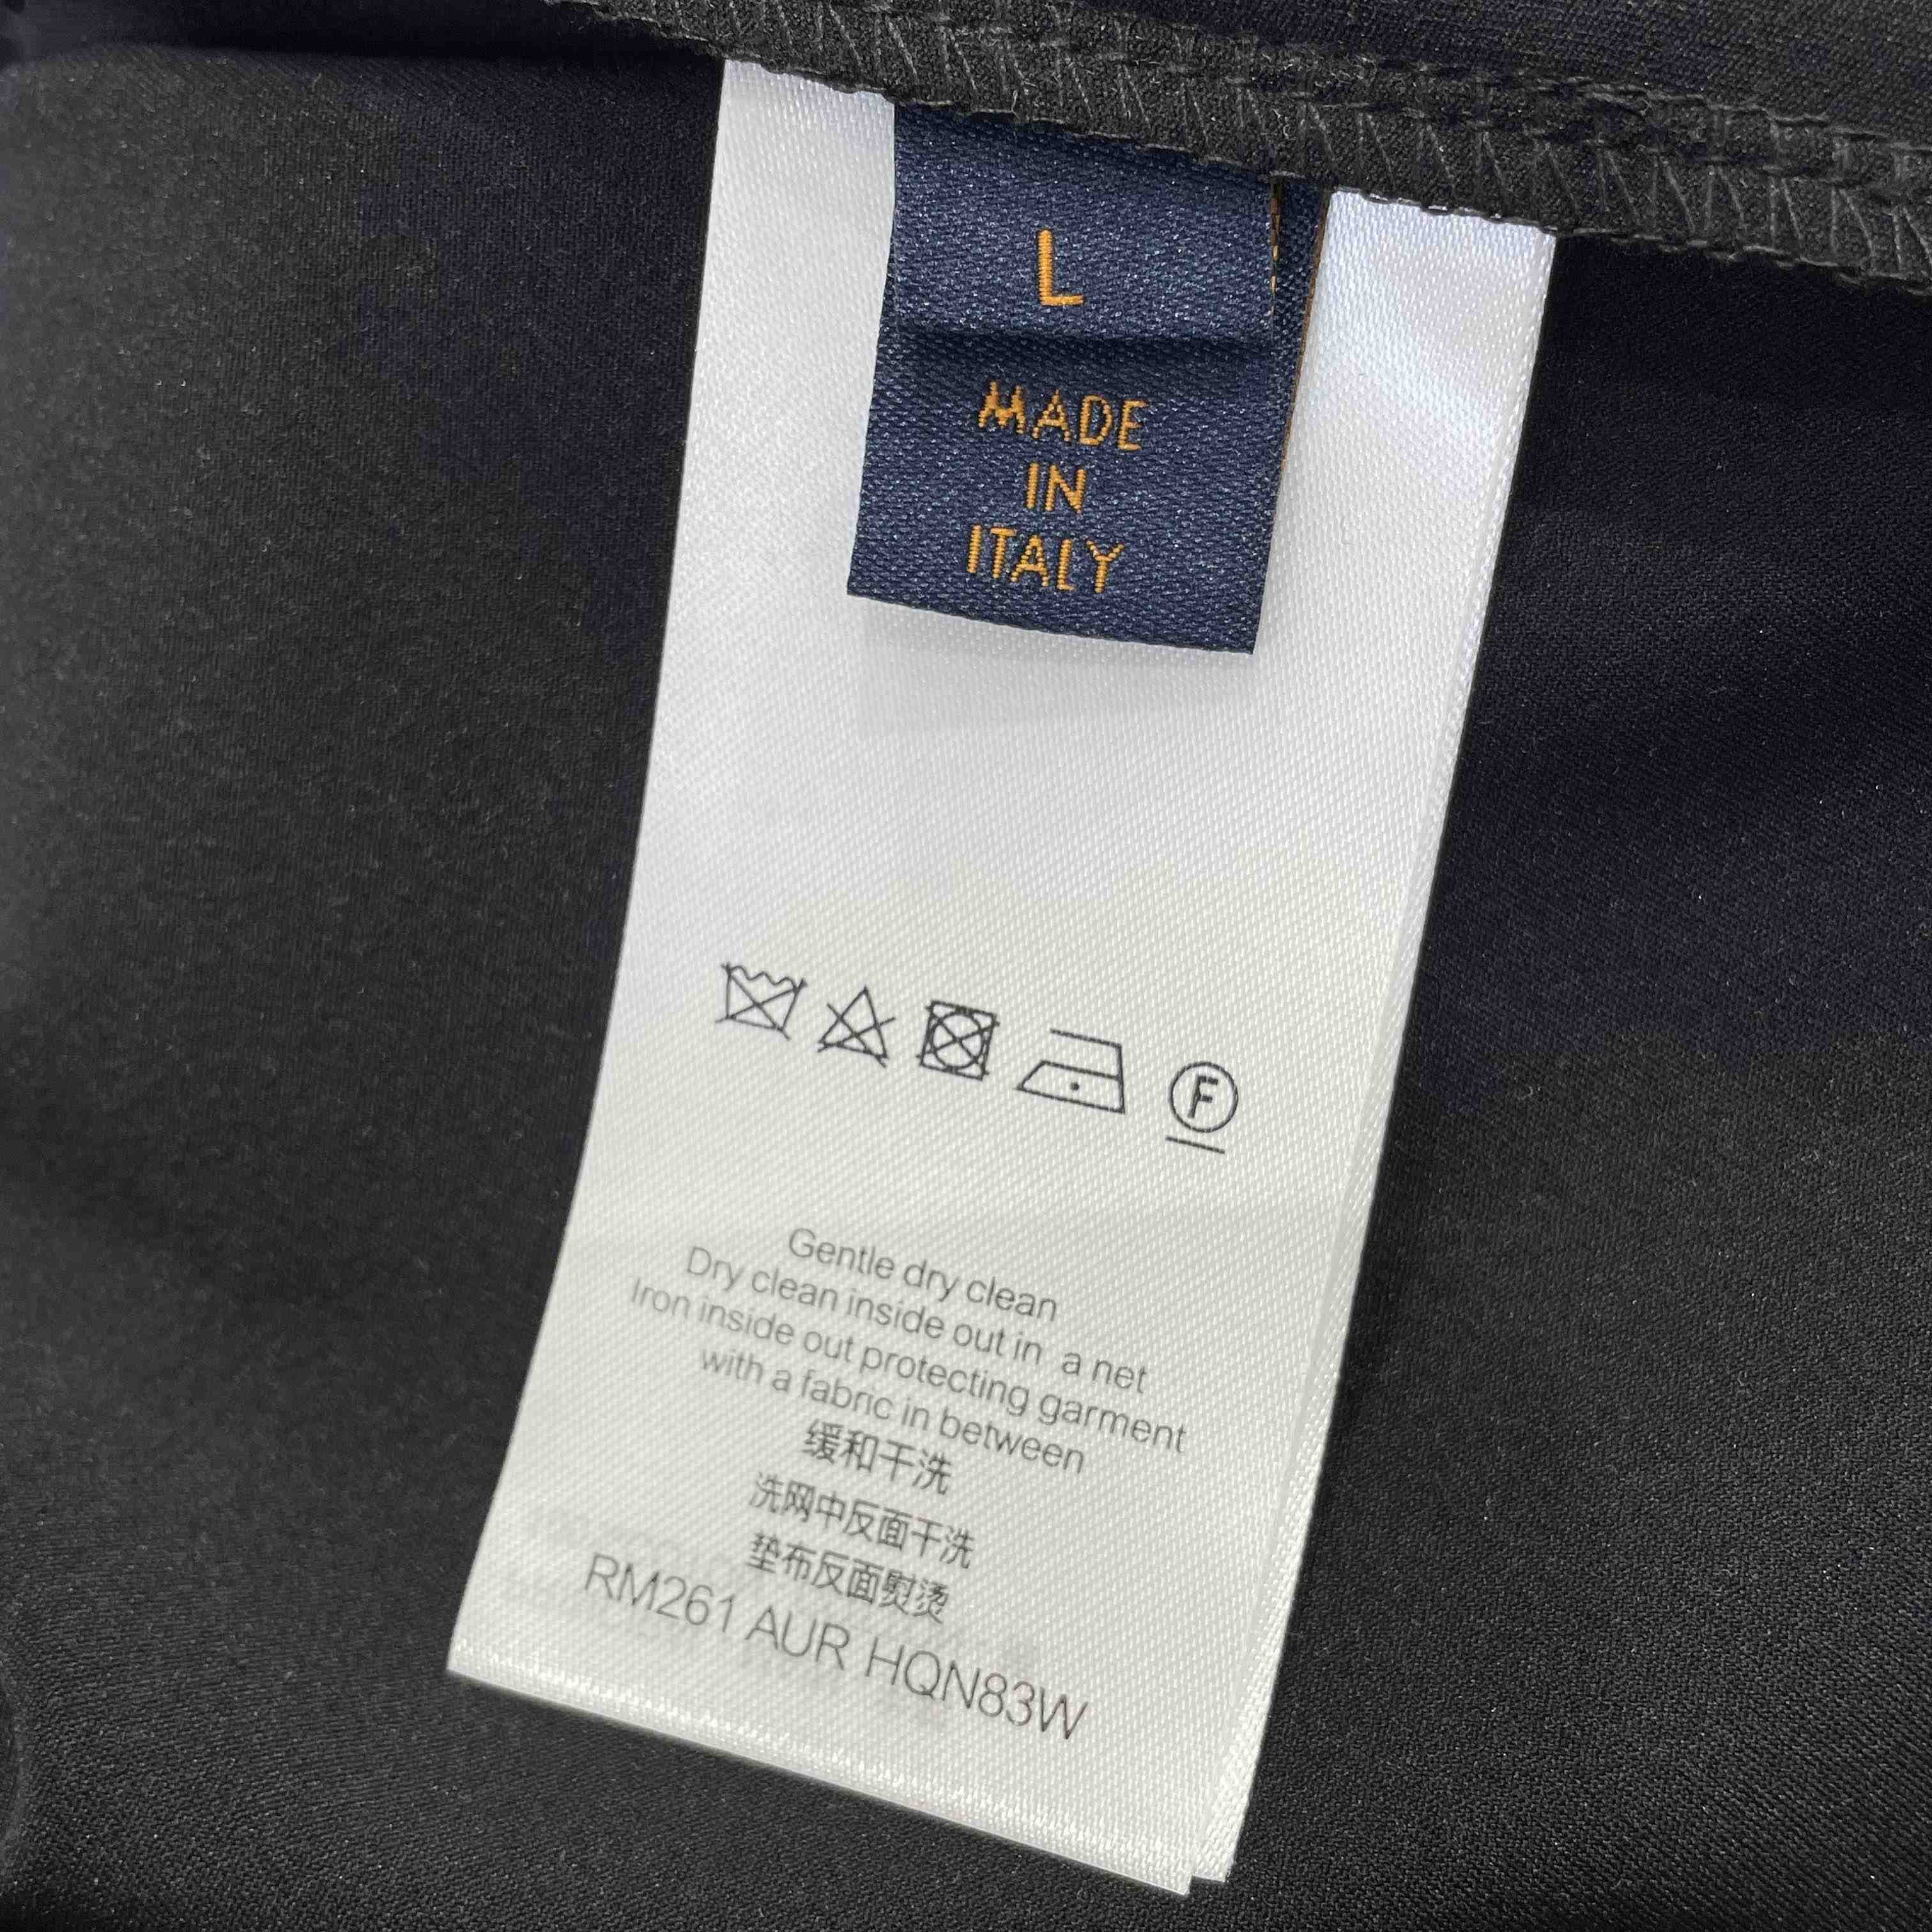 L
MADE
IN
ITALY
F
Gentle dry clean
Dry clean inside out in a net
Iron inside out protecting garment
with a fabric in between
缓和干洗
洗网中反面干洗
垫布反面熨烫
RM261 AUR HQN83W